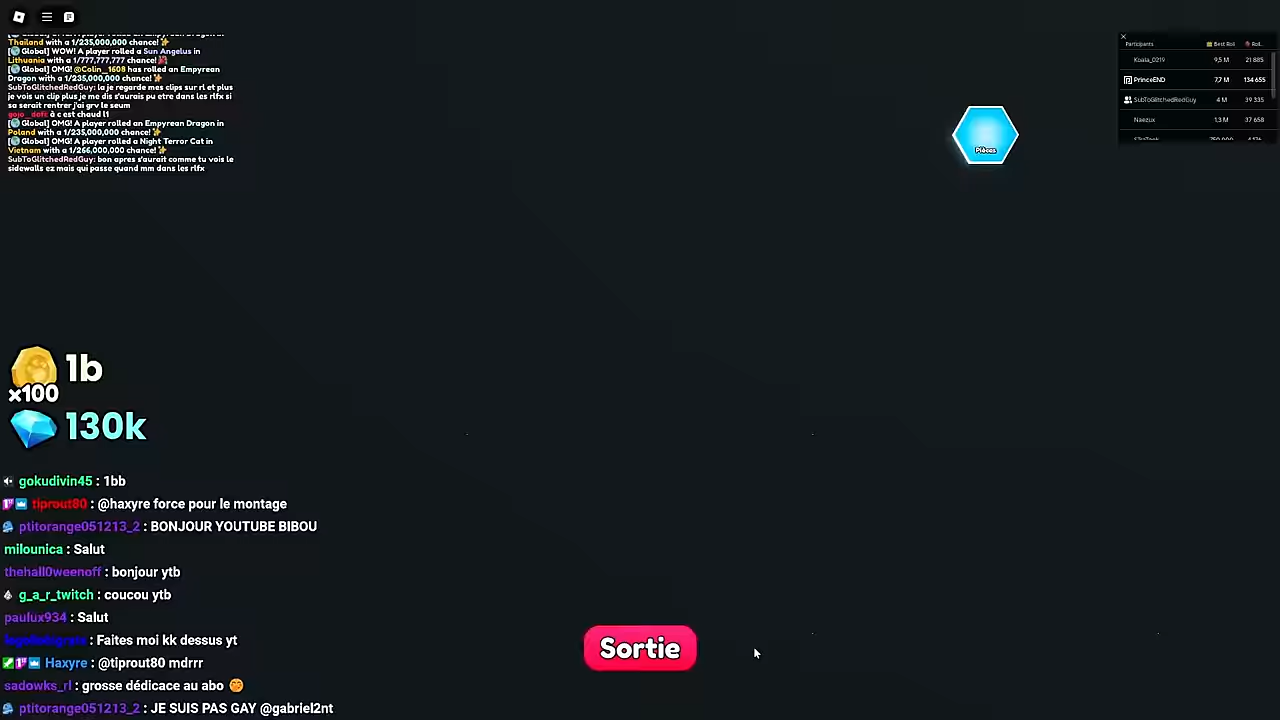 Thailand with a 1/235,000,000 chance!✨
[🌎 Global] WOW! A player rolled a Sun Angelus in
Lithuania with a 1/777,777,777 chance!
[🌎 Global] OMG! @Colin_1608 has rolled an Empyrean
Dragon with a 1/235,000,000 chance!✨
SubToGlitchedRedGuy: la je regarde mes clips sur rl et plus
je vois un clip plus je me dis s'aurais pu etre dans les rlfx si
sa serait rentrer j'ai grv le seum
gojo_dofs: à c est chaud l1
[🌎 Global] OMG! A player rolled an Empyrean Dragon in
Poland with a 1/235,000,000 chance!✨
[🌎 Global] OMG! A player rolled a Night Terror Cat in
Vietnam with a 1/266,000,000 chance!✨
SubToGlitchedRedGuy: bon apres s'aurait comme tu vois le
sidewalls ez mais qui passe quand mm dans les rlfx
Participants Best Rol Rol..
Koala_0219 9,5 M 21 885
PrinceEND 7,7 M 134 655
SubToGlitchedRedGuy 4 M 39 335
Naezux 1,3 M 37 658
Pièces
1b
x100
130k
gokudivin45 : 1bb
tiprout80 : @haxyre force pour le montage
ptitorange051213_2 : BONJOUR YOUTUBE BIBOU
milounica : Salut
thehall0weenoff : bonjour ytb
g_a_r_twitch : coucou ytb
paulux934 : Salut
: Faites moi kk dessus yt
Haxyre : @tiprout80 mdrrr
sadowks_rl : grosse dédicace au abo
ptitorange051213_2 : JE SUIS PAS GAY @gabriel2nt
Sortie